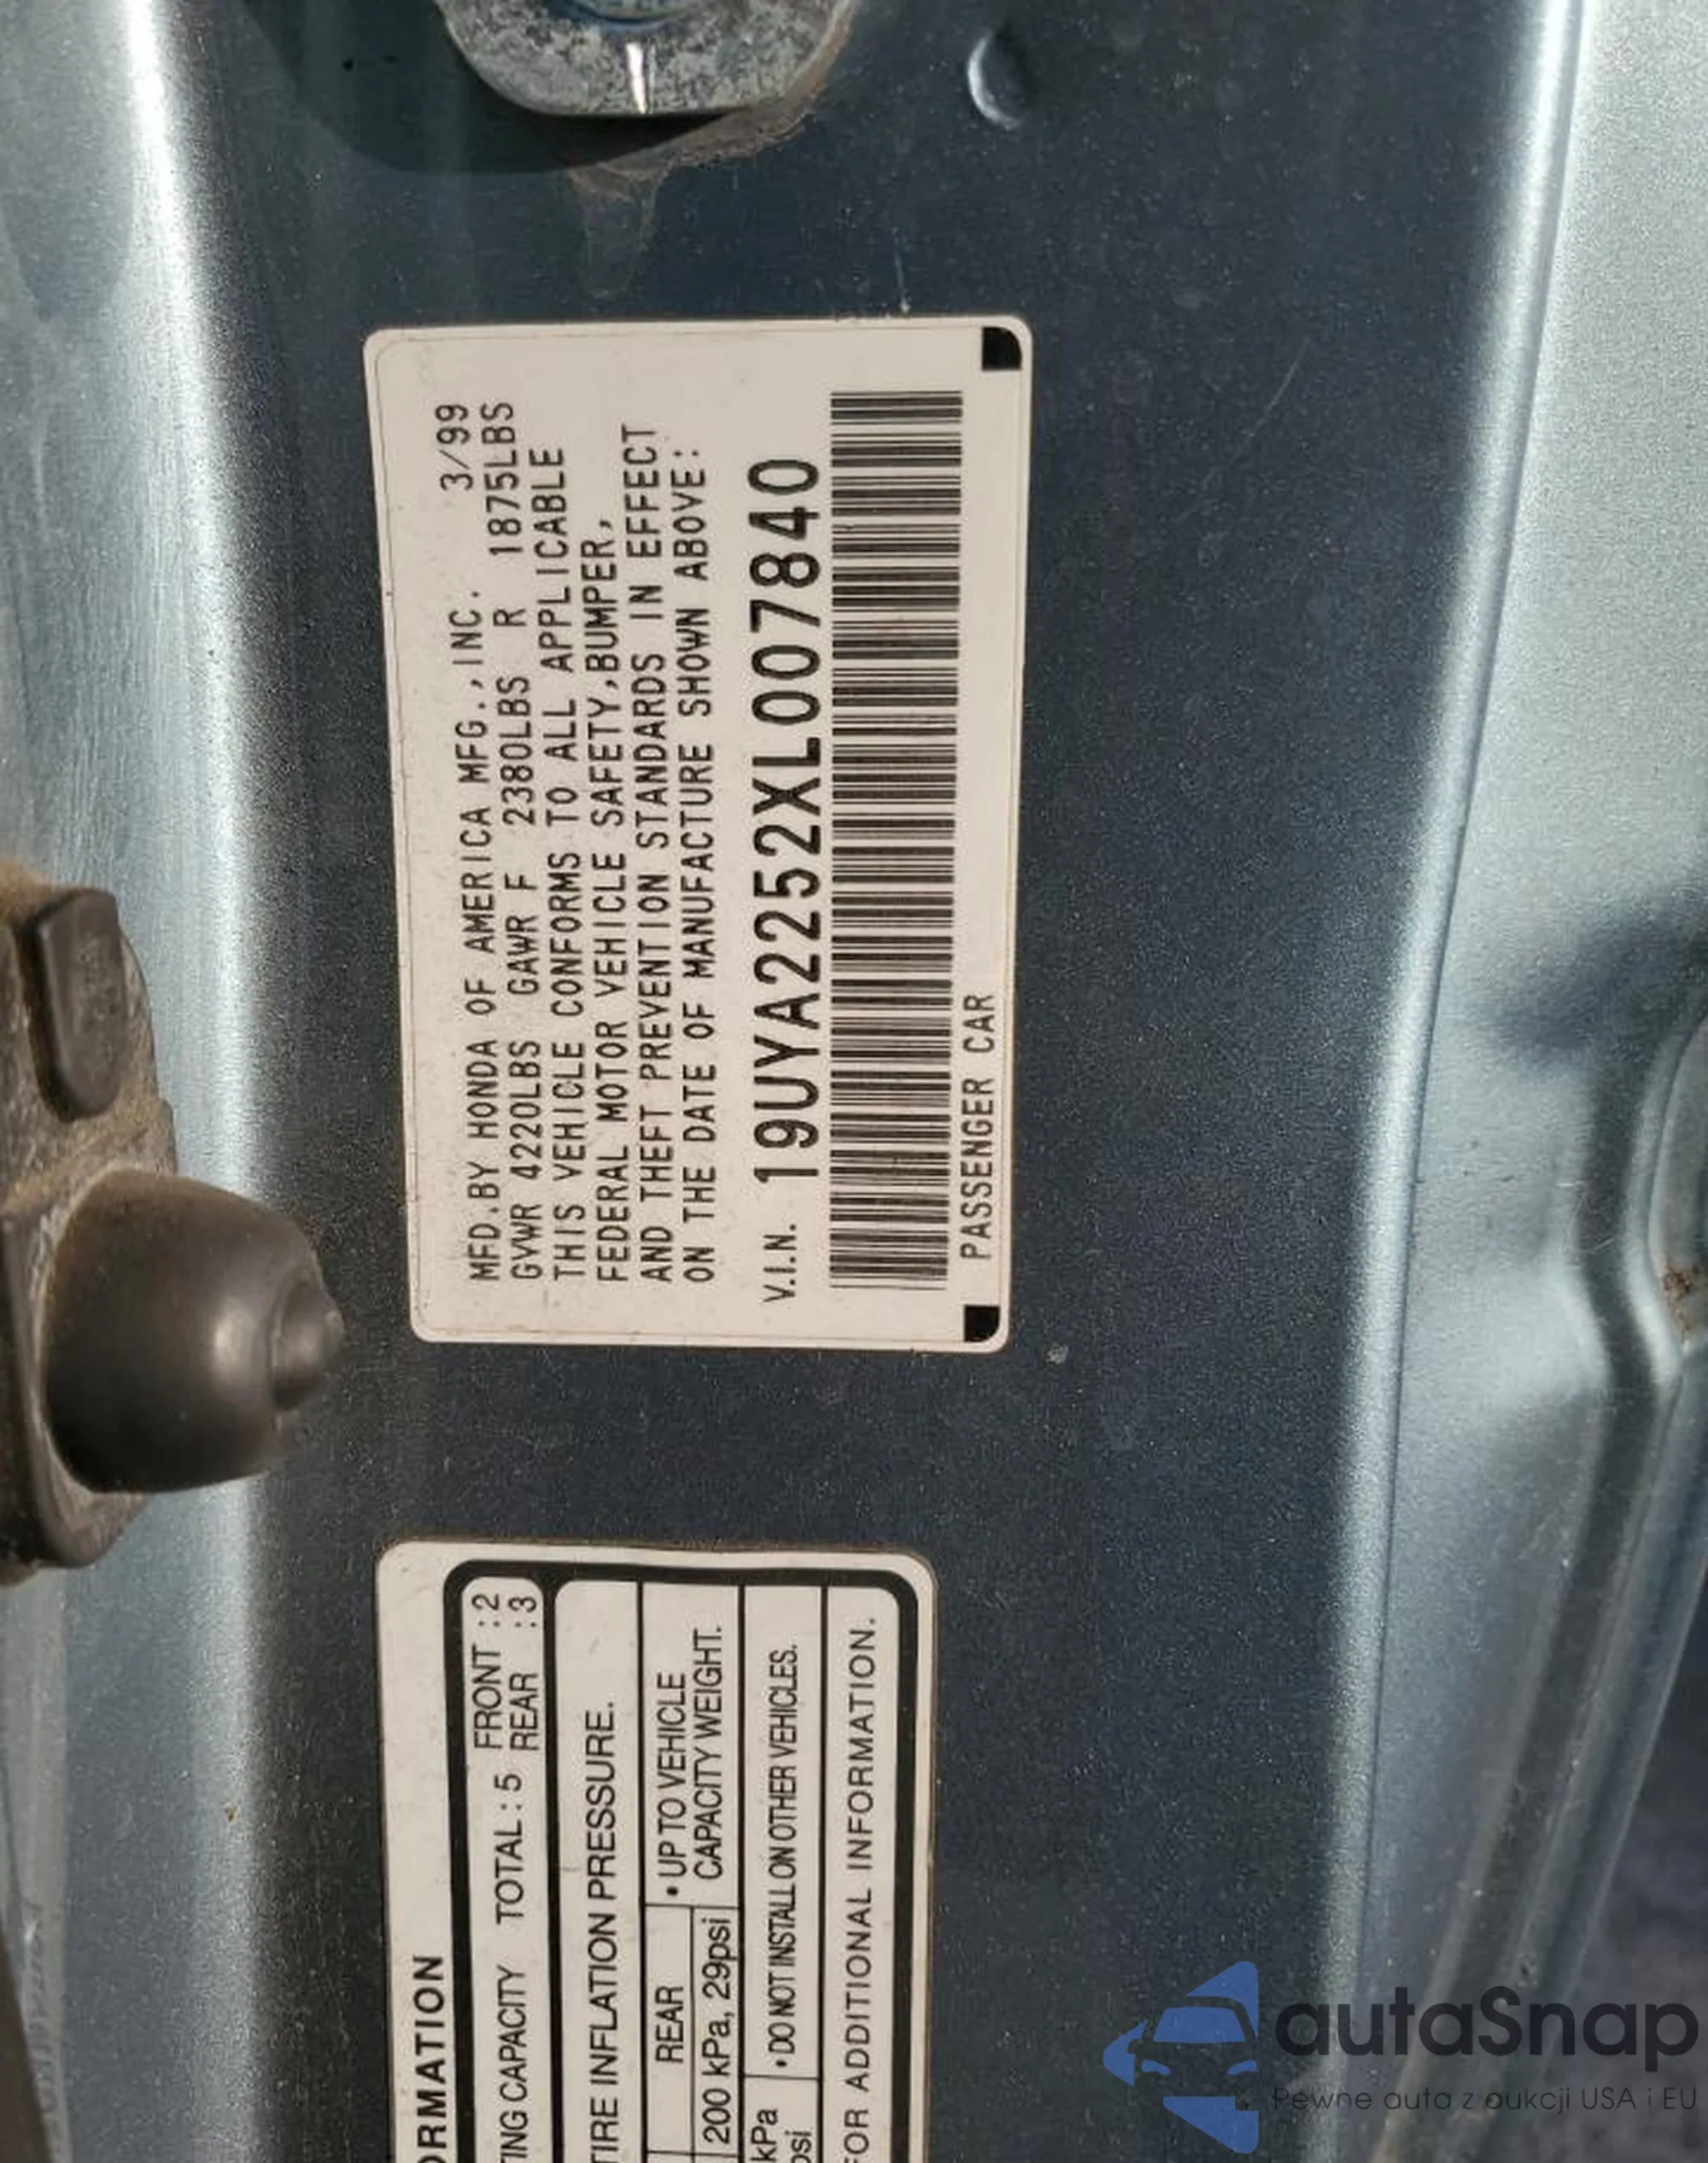 MFD.BY HONDA OF AMERICA MFG.,INC. 3/99
GVWR 4220LBS GAWR F 2380LBS R 1875LBS
THIS VEHICLE CONFORMS TO ALL APPLICABLE
FEDERAL MOTOR VEHICLE SAFETY,BUMPER,
AND THEFT PREVENTION STANDARDS IN EFFECT
ON THE DATE OF MANUFACTURE SHOWN ABOVE:
V.I.N. 19UYA2252XL007840
PASSENGER CAR
ORMATION
TING CAPACITY TOTAL : 5 FRONT : 2
REAR : 3
TIRE INFLATION PRESSURE.
REAR
• UP TO VEHICLE
CAPACITY WEIGHT.
200 kPa, 29psi
kPa
psi
• DO NOT INSTALL ON OTHER VEHICLES.
FOR ADDITIONAL INFORMATION.
autaSnap
Pewne auta z aukcji USA i EU